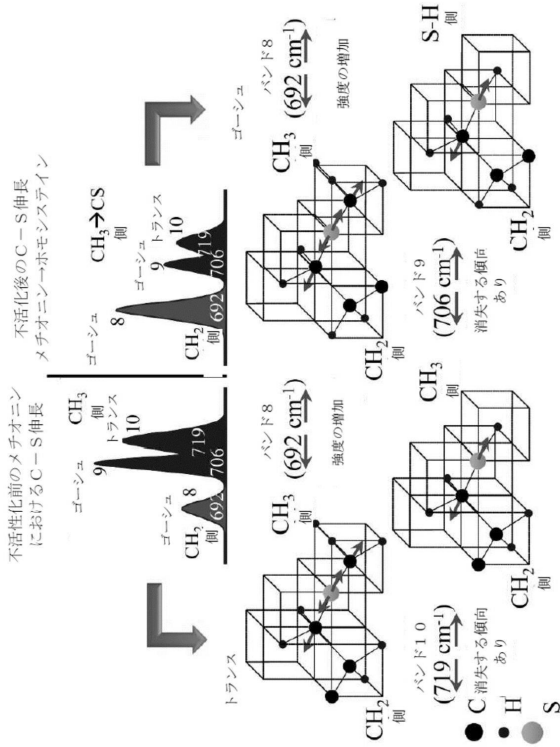 不活性化前のメチオニン
におけるC－S伸長
不活化後のC－S伸長
メチオニン→ホモシステイン
ゴーシュ
9
CH3
側
トランス
10
ゴーシュ
8
692
706
719
CH2
側
ゴーシュ
8
CH3→CS
側
ゴーシュ
9
トランス
10
692
706
719
CH2
側
トランス
CH3
側
バンド8
(692 cm-1)
強度の増加
ゴーシュ
CH3
側
バンド8
(692 cm-1)
強度の増加
CH2
側
バンド10
(719 cm-1)
消失する傾向
あり
CH2
側
CH3
側
バンド9
(706 cm-1)
消失する傾向
あり
CH2
側
S-H
側
C
H
S